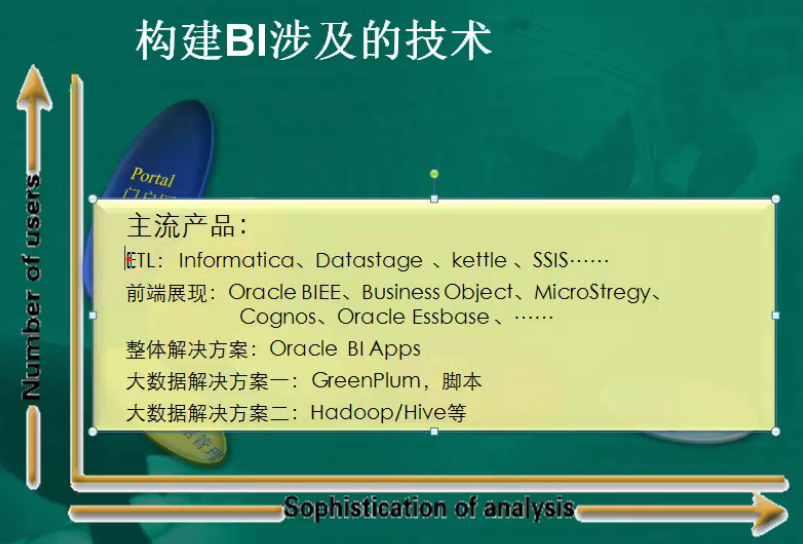 构建BI涉及的技术
Number of users
Portal
主流产品:
ETL：Informatica、Datastage 、kettle 、SSIS……
前端展现：Oracle BIEE、Business Object、MicroStregy、
Cognos、Oracle Essbase 、……
整体解决方案：Oracle BI Apps
大数据解决方案一：GreenPlum，脚本
大数据解决方案二：Hadoop/Hive等
管理
Sophistication of analysis